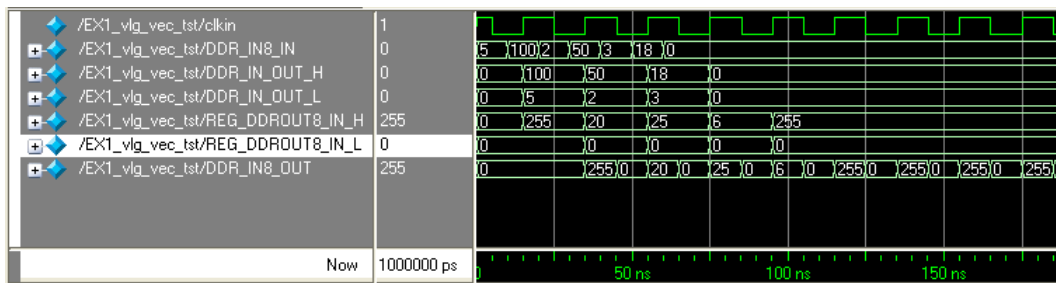 /EX1_vlg_vec_tst/clkin 1
/EX1_vlg_vec_tst/DDR_IN8_IN 0 5 100 2 50 3 18 0
/EX1_vlg_vec_tst/DDR_IN_OUT_H 0 0 100 50 18 0
/EX1_vlg_vec_tst/DDR_IN_OUT_L 0 0 5 2 3 0
/EX1_vlg_vec_tst/REG_DDROUT8_IN_H 255 0 255 20 25 6 255
/EX1_vlg_vec_tst/REG_DDROUT8_IN_L 0 0 0 0 0 0
/EX1_vlg_vec_tst/DDR_IN8_OUT 255 0 255 0 20 0 25 0 6 0 255 0 255 0 255 0 255
Now 1000000 ps 50 ns 100 ns 150 ns